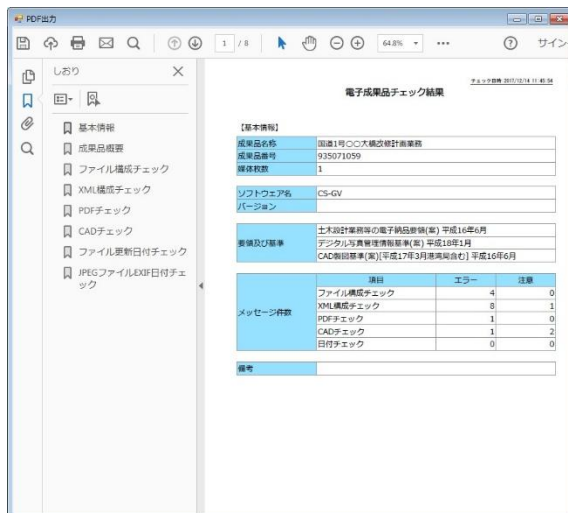 PDF出力
1 / 8
64.8%
サイン
しおり
基本情報
成果品概要
ファイル構成チェック
XML構成チェック
PDFチェック
CADチェック
ファイル更新日付チェック
JPEGファイルEXIF日付チェ
ック
チェック日時 2017/12/14 11:45:54
電子成果品チェック結果
【基本情報】
成果品名称 国道1号〇〇大橋改修計画業務
成果品番号 935071059
媒体枚数 1
ソフトウェア名 CS-GV
バージョン
要領及び基準
土木設計業務等の電子納品要領(案) 平成16年6月
デジタル写真管理情報基準(案) 平成18年1月
CAD製図基準(案)[平成17年3月港湾局含む] 平成16年6月
メッセージ件数
項目 エラー 注意
ファイル構成チェック 4 0
XML構成チェック 8 1
PDFチェック 1 0
CADチェック 1 2
日付チェック 0 0
備考